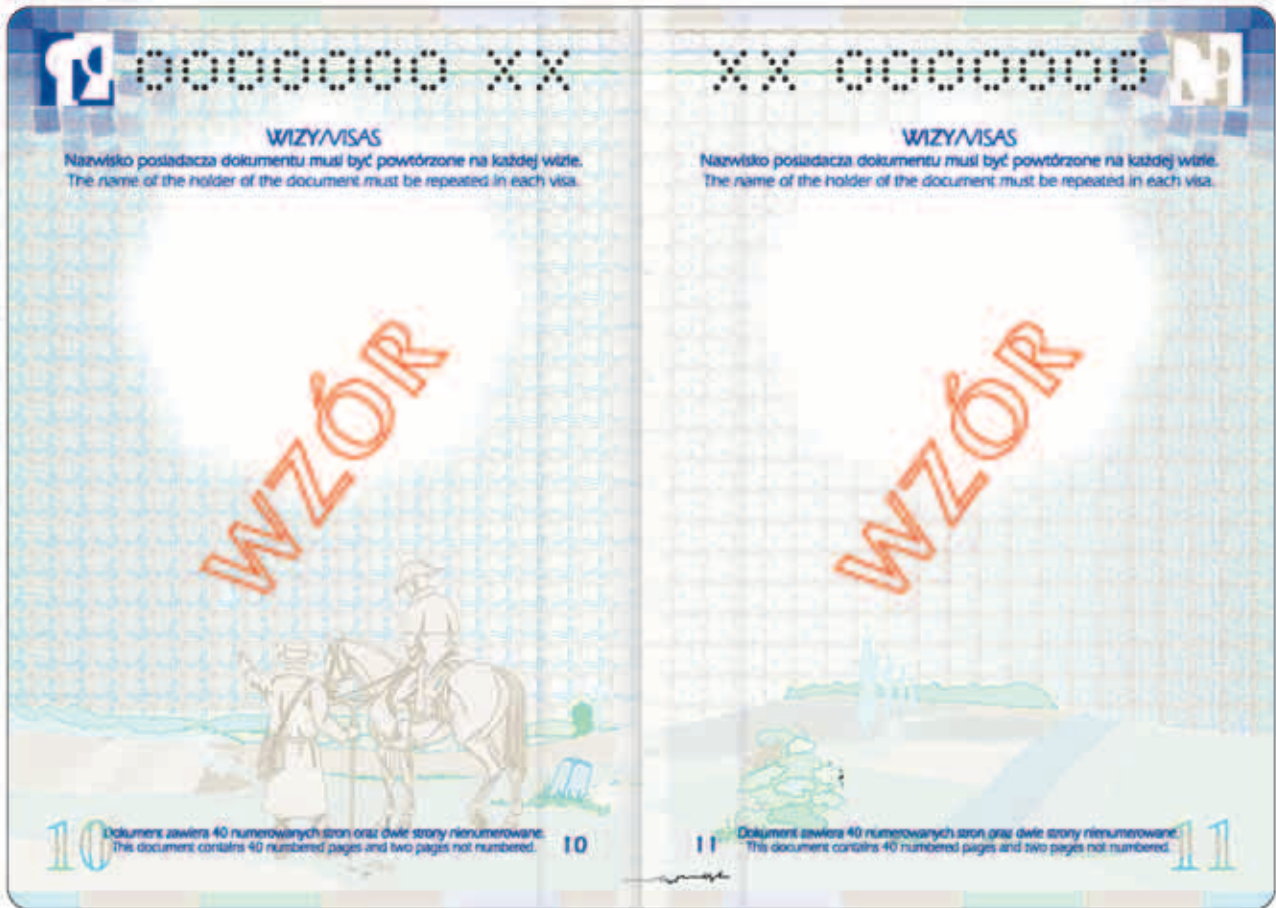 0000000 XX
WIZY/VISAS
Nazwisko posiadacza dokumentu musi być powtórzone na każdej wizie.
The name of the holder of the document must be repeated in each visa.
WZÓR
10
Dokument zawiera 40 numerowanych stron oraz dwie strony nienumerowane.
This document contains 40 numbered pages and two pages not numbered.
10
XX 0000000
WIZY/VISAS
Nazwisko posiadacza dokumentu musi być powtórzone na każdej wizie.
The name of the holder of the document must be repeated in each visa.
WZÓR
11
Dokument zawiera 40 numerowanych stron oraz dwie strony nienumerowane.
This document contains 40 numbered pages and two pages not numbered.
11